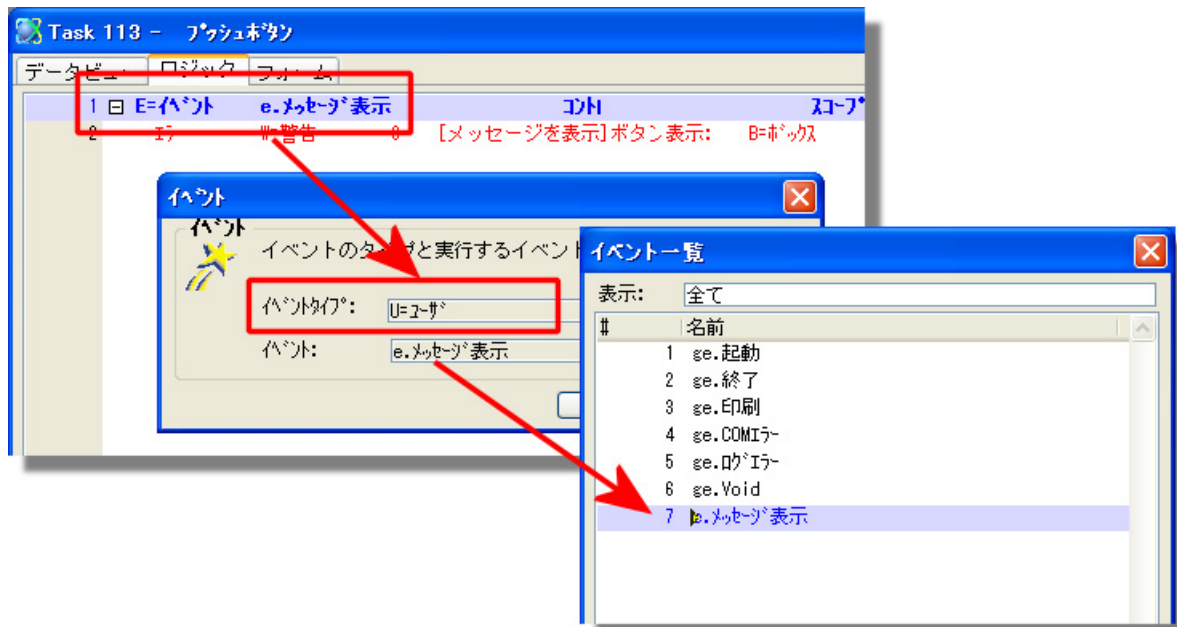 Task 113 - ﾌﾟｯｼｭﾎﾞﾀﾝ
データビュー ロジック フォーム
1 E=ｲﾍﾞﾝﾄ e.ﾒｯｾｰｼﾞ表示 ｺﾝﾄﾛ ｽｺｰﾌﾟ
2 ｴﾗｰ W=警告 0 [メッセージを表示]ボタン表示: B=ﾎﾞｯｸｽ
ｲﾍﾞﾝﾄ
ｲﾍﾞﾝﾄ
イベントのタイプと実行するイベント
ｲﾍﾞﾝﾄﾀｲﾌﾟ: U=ﾕｰｻﾞ
ｲﾍﾞﾝﾄ: e.ﾒｯｾｰｼﾞ表示
イベント一覧
表示: 全て
# 名前
1 ge.起動
2 ge.終了
3 ge.印刷
4 ge.COMｴﾗｰ
5 ge.ﾛｸﾞｴﾗｰ
6 ge.Void
7 e.ﾒｯｾｰｼﾞ表示